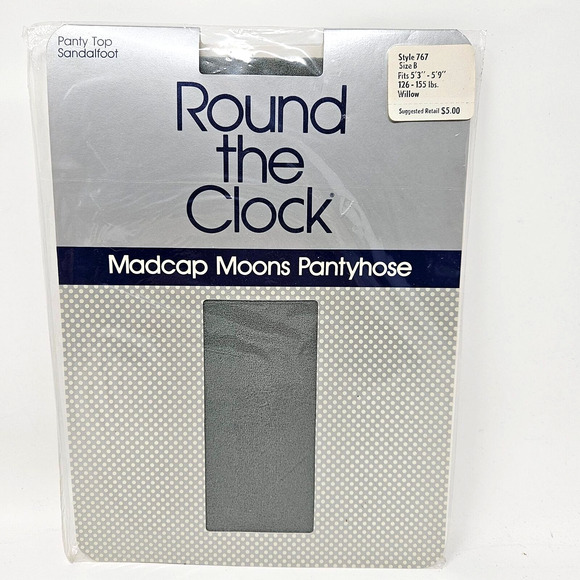 Panty Top
Sandalfoot
Style 767
Size B
Fits 5'3" - 5'9"
126 - 155 lbs.
Willow
Suggested Retail $5.00
Round
the
Clock®
Madcap Moons Pantyhose